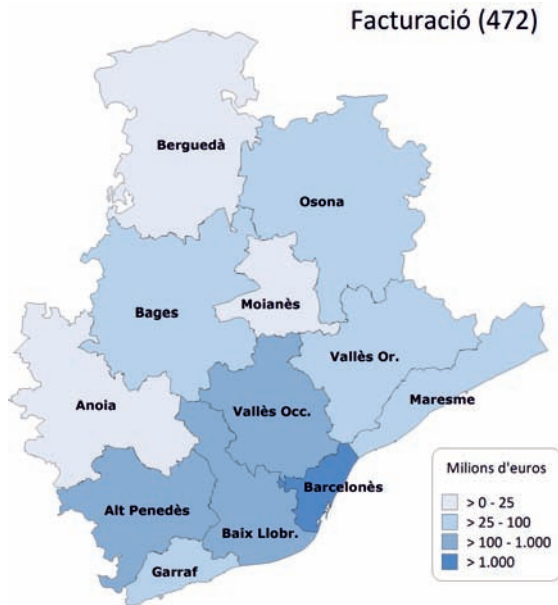 Facturació (472)
Berguedà
Osona
Bages
Moianès
Vallès Or.
Maresme
Anoia
Vallès Occ.
Barcelonès
Alt Penedès
Baix Llobr.
Garraf
Milions d'euros
> 0 - 25
> 25 - 100
> 100 - 1.000
> 1.000